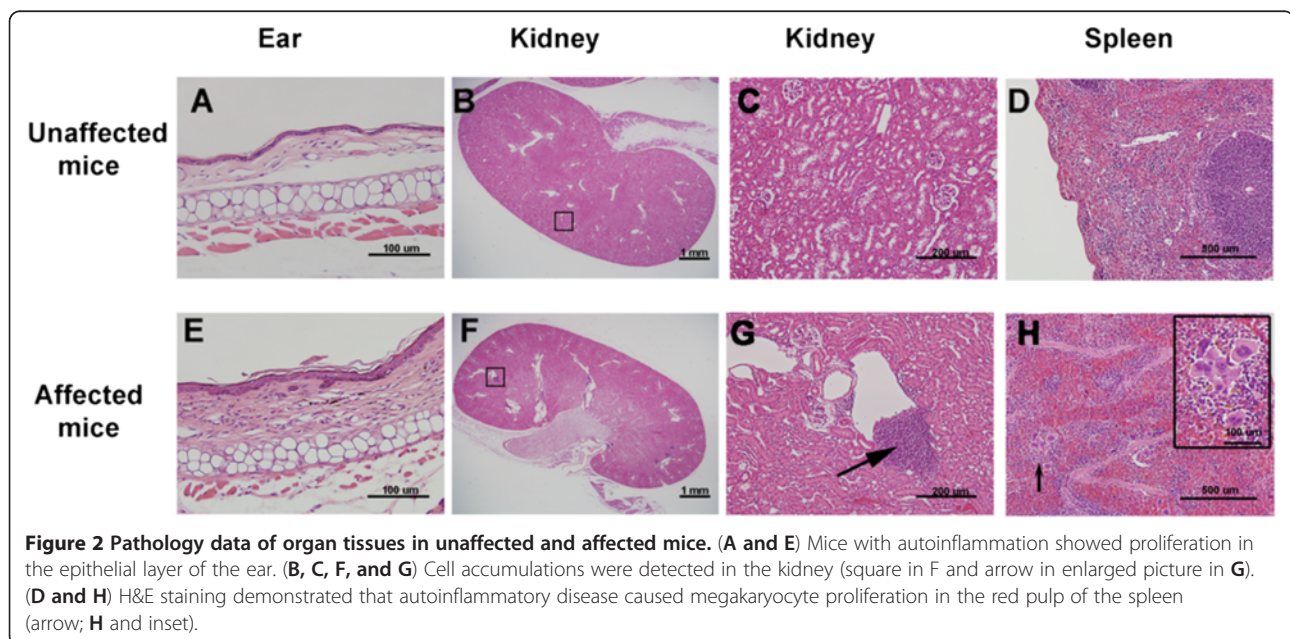 Ear Kidney Kidney Spleen
Unaffected
mice
A B C D
100 um 1 mm 200 um 500 um
Affected
mice
E F G H
100 um
100 um 1 mm 200 um 500 um
Figure 2 Pathology data of organ tissues in unaffected and affected mice. (A and E) Mice with autoinflammation showed proliferation in
the epithelial layer of the ear. (B, C, F, and G) Cell accumulations were detected in the kidney (square in F and arrow in enlarged picture in G).
(D and H) H&E staining demonstrated that autoinflammatory disease caused megakaryocyte proliferation in the red pulp of the spleen
(arrow; H and inset).